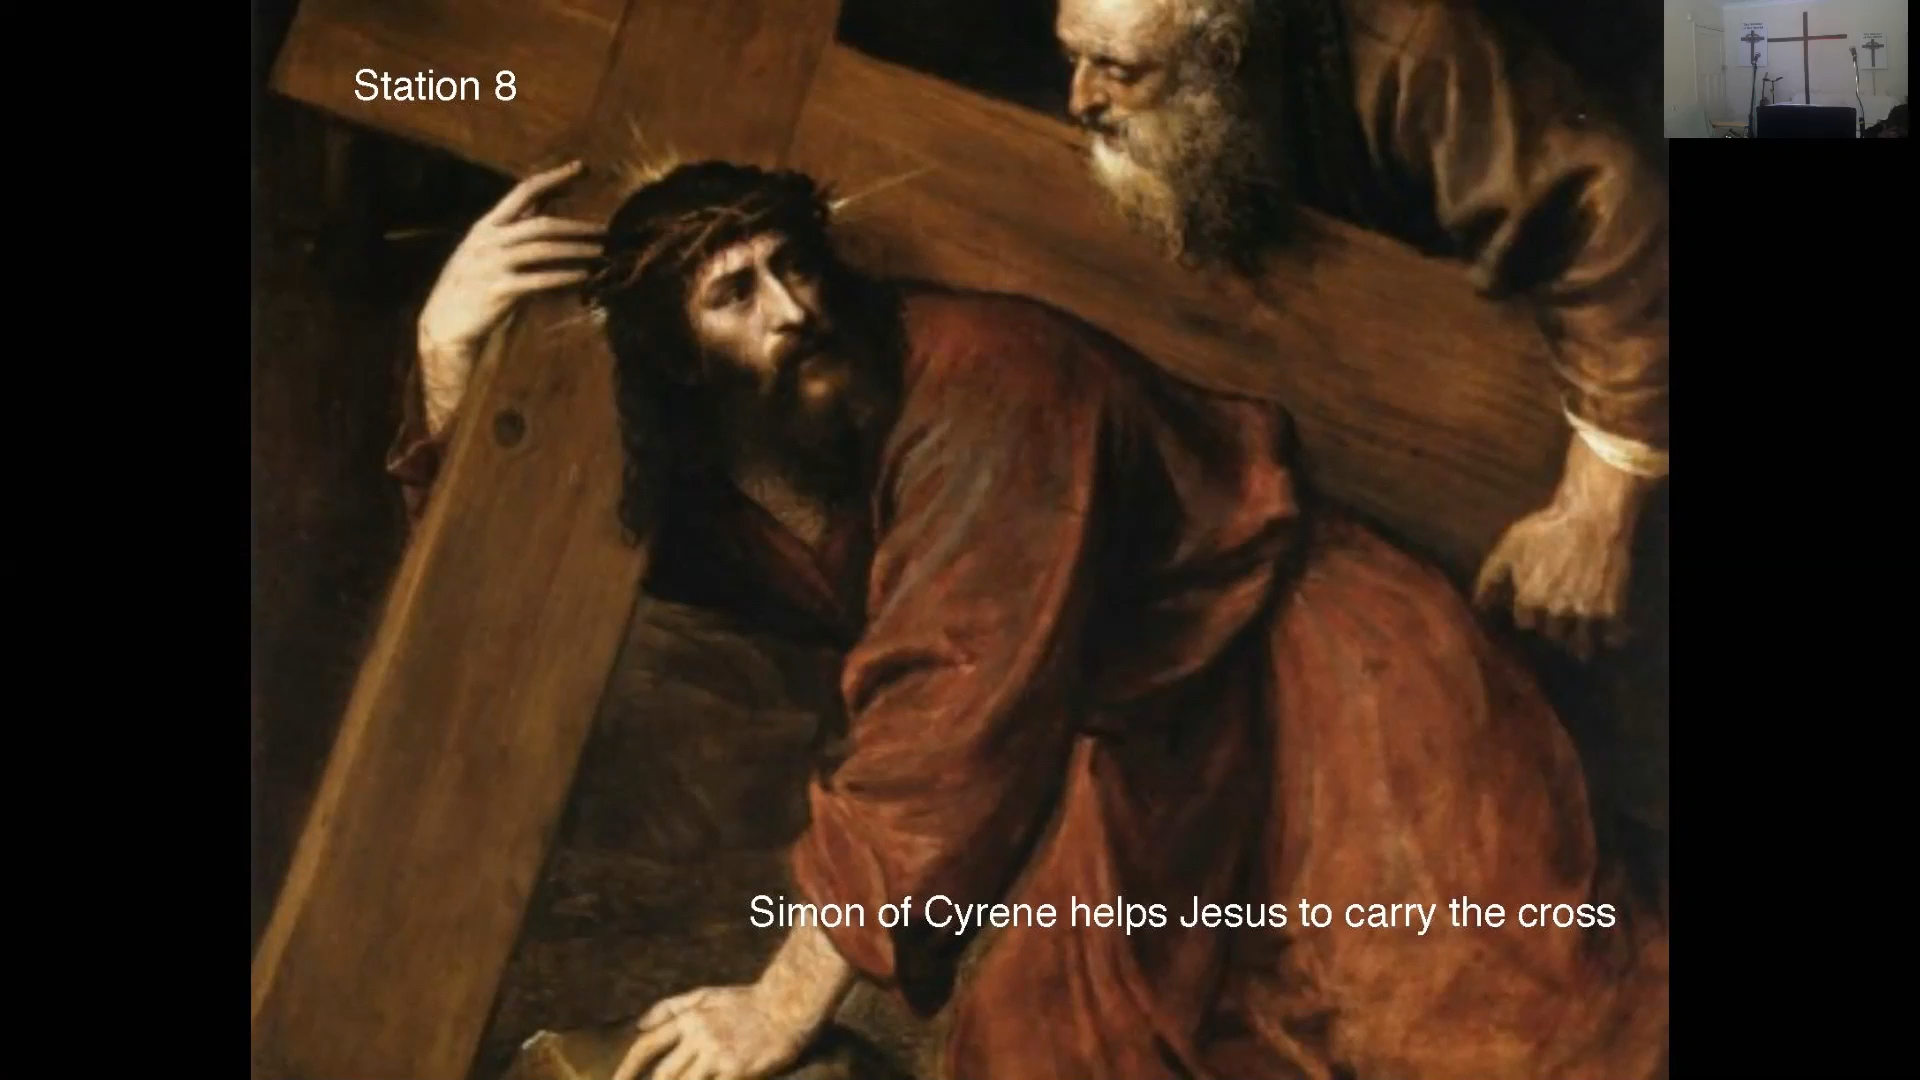 Station 8
Simon of Cyrene helps Jesus to carry the cross